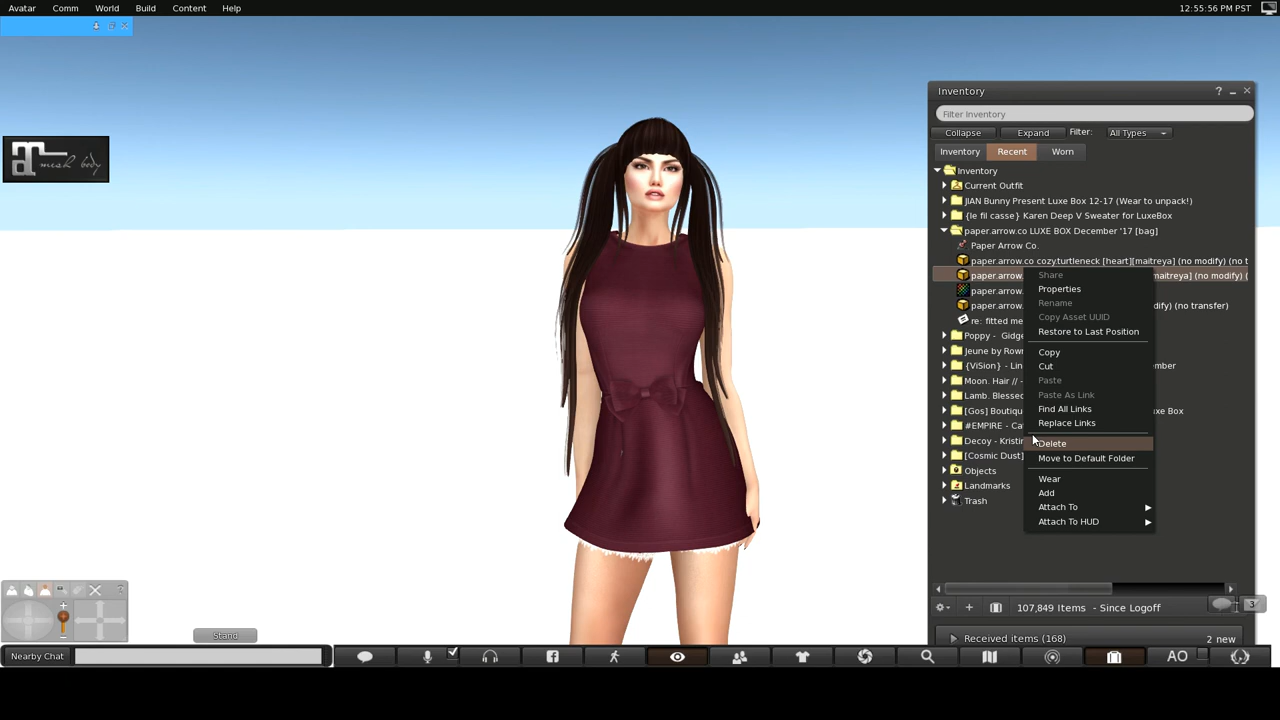 Avatar Comm World Build Content Help 12:55:56 PM PST
Inventory ?
Filter Inventory
Collapse Expand Filter: All Types
mesh body
Inventory Recent Worn
Inventory
Current Outfit
JIAN Bunny Present Luxe Box 12-17 (Wear to unpack!)
{le fil casse} Karen Deep V Sweater for LuxeBox
paper.arrow.co LUXE BOX December '17 [bag]
Paper Arrow Co.
paper.arrow.co cozy.turtleneck [heart][maitreya] (no modify) (no t
paper.arrow. maitreya] (no modify) (
paper.arrow.
paper.arrow. dify) (no transfer)
re: fitted me
Poppy - Gidge
Jeune by Rowr
{ViSion} - Lin ember
Moon. Hair // -
Lamb. Blessed
[Gos] Boutiqu xe Box
#EMPIRE - Ca
Decoy - Kristin
[Cosmic Dust]
Objects
Landmarks
Trash
Share
Properties
Rename
Copy Asset UUID
Restore to Last Position
Copy
Cut
Paste
Paste As Link
Find All Links
Replace Links
Delete
Move to Default Folder
Wear
Add
Attach To
Attach To HUD
107,849 Items - Since Logoff 3
Stand
Received items (168) 2 new
Nearby Chat AO